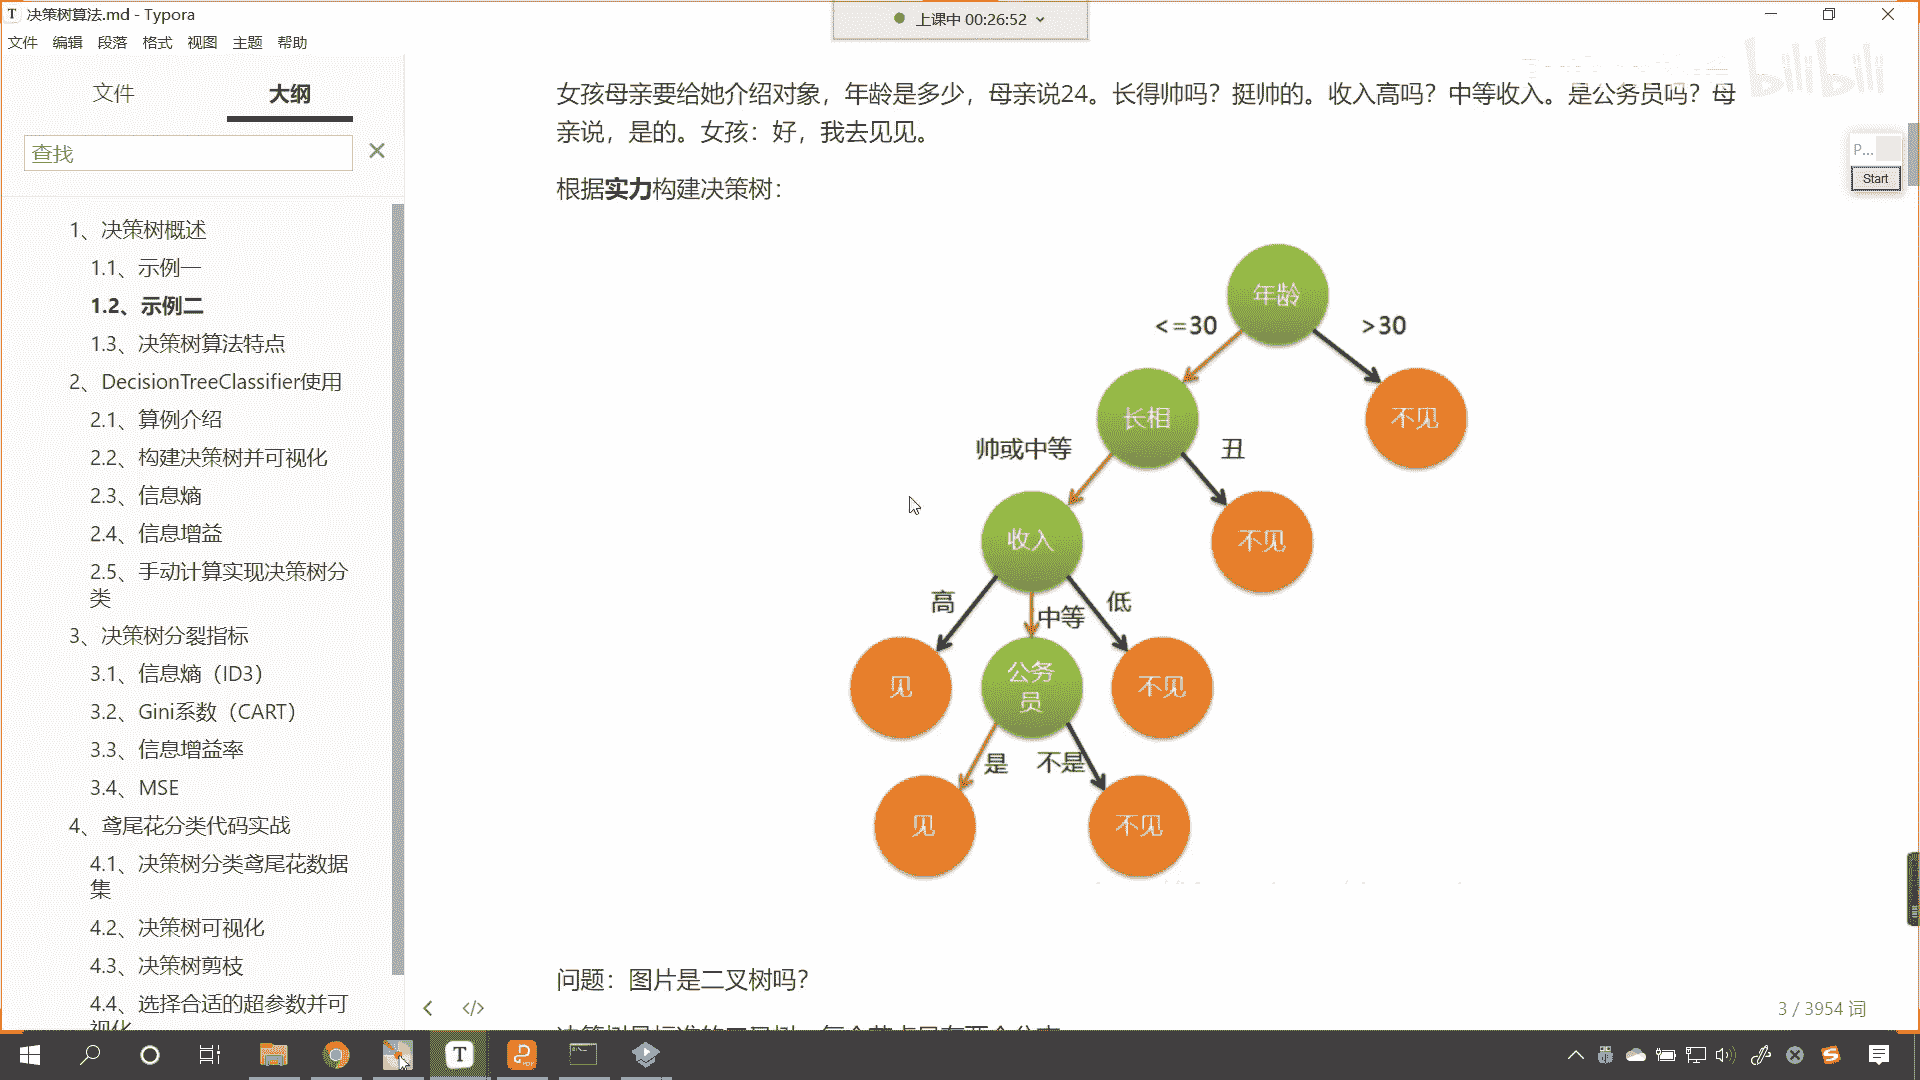 决策树算法.md - Typora
上课中 00:26:52
文件 编辑 段落 格式 视图 主题 帮助
bilibili
文件 大纲
查找
1、决策树概述
1.1、示例一
1.2、示例二
1.3、决策树算法特点
2、DecisionTreeClassifier使用
2.1、算例介绍
2.2、构建决策树并可视化
2.3、信息熵
2.4、信息增益
2.5、手动计算实现决策树分
类
3、决策树分裂指标
3.1、信息熵（ID3）
3.2、Gini系数（CART）
3.3、信息增益率
3.4、MSE
4、鸢尾花分类代码实战
4.1、决策树分类鸢尾花数据
集
4.2、决策树可视化
4.3、决策树剪枝
4.4、选择合适的超参数并可
视化
女孩母亲要给她介绍对象，年龄是多少，母亲说24。长得帅吗？挺帅的。收入高吗？中等收入。是公务员吗？母
亲说，是的。女孩：好，我去见见。
P...
Start
根据实力构建决策树：
年龄
<=30 >30
长相 不见
帅或中等 丑
收入 不见
高 中等 低
见 公务
员 不见
是 不是
见 不见
问题：图片是二叉树吗？
3 / 3954 词